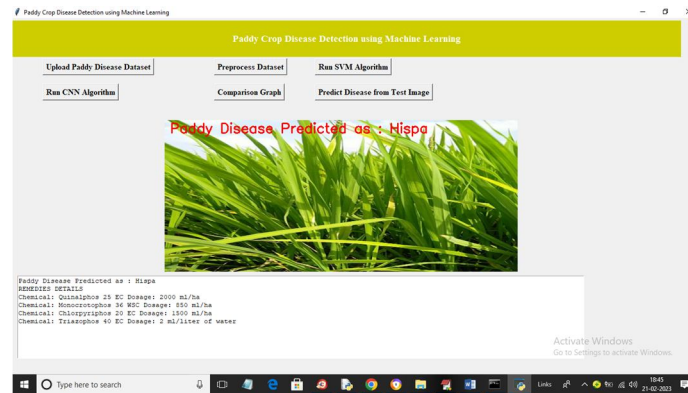 Paddy Crop Disease Detection using Machine Learning
Paddy Crop Disease Detection using Machine Learning
Upload Paddy Disease Dataset
Preprocess Dataset
Run SVM Algorithm
Run CNN Algorithm
Comparison Graph
Predict Disease from Test Image
Paddy Disease Predicted as : Hispa
Paddy Disease Predicted as : Hispa
REMEDIES DETAILS
Chemical: Quinalphos 25 EC Dosage: 2000 ml/ha
Chemical: Monocrotophos 36 WSC Dosage: 850 ml/ha
Chemical: Chlorpyriphos 20 EC Dosage: 1500 ml/ha
Chemical: Triazophos 40 EC Dosage: 2 ml/liter of water
Activate Windows
Go to Settings to activate Windows.
Type here to search
Links
18:45
21-02-2023